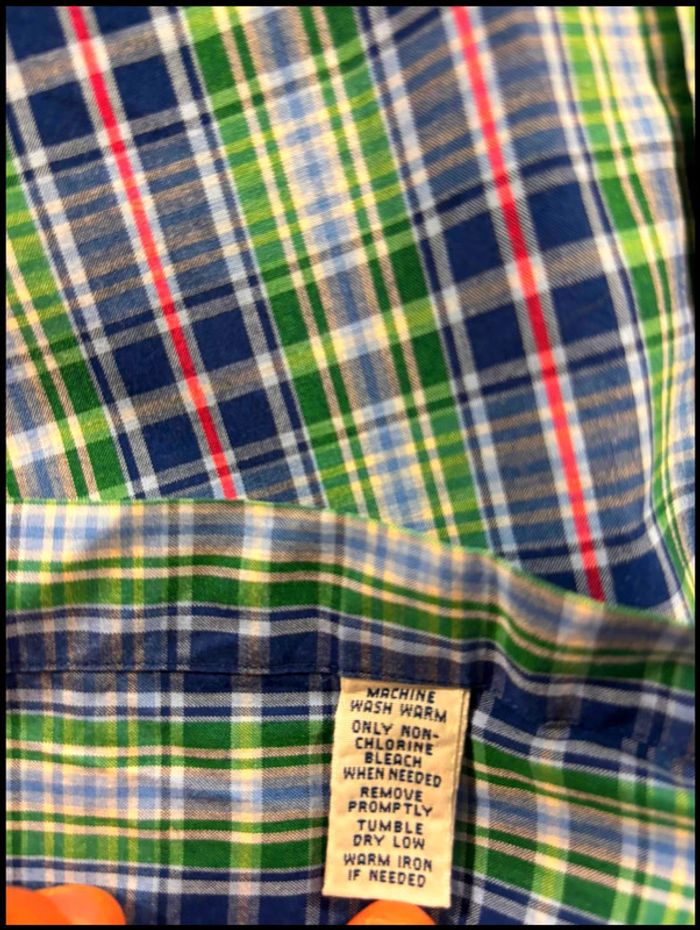 MACHINE
WASH WARM
ONLY NON-
CHLORINE
BLEACH
WHEN NEEDED
REMOVE
PROMPTLY
TUMBLE
DRY LOW
WARM IRON
IF NEEDED